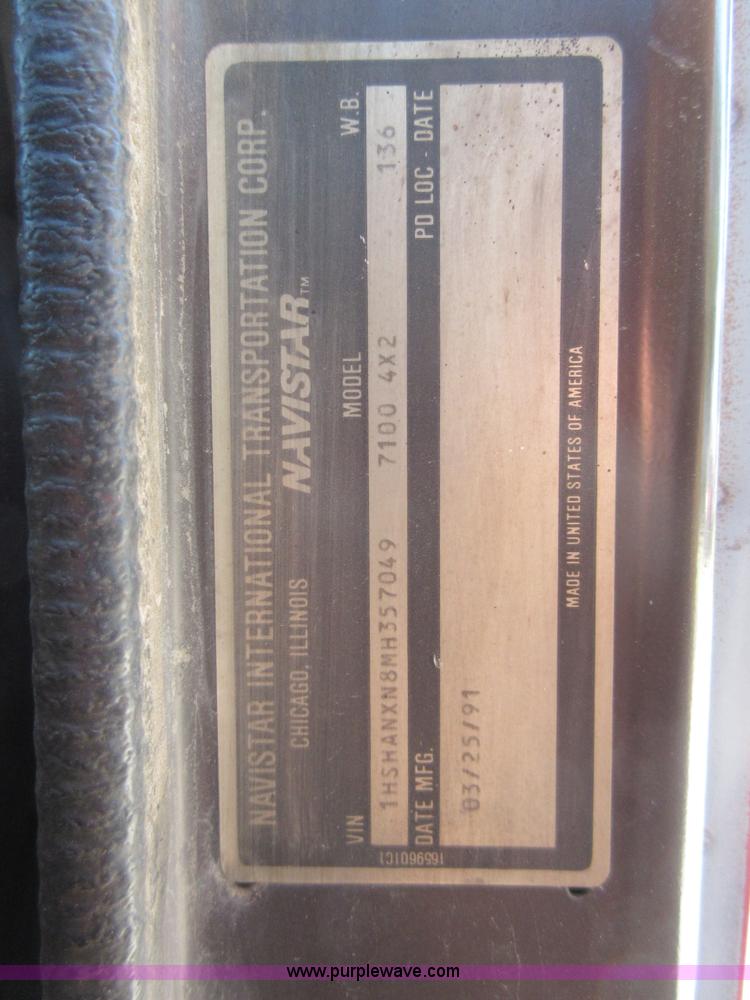 NAVISTAR INTERNATIONAL TRANSPORTATION CORP.
CHICAGO, ILLINOIS NAVISTAR™
VIN MODEL W.B.
1HSHANXN8MH357049 7100 4X2 136
DATE MFG. PD LOC - DATE
03/25/91
MADE IN UNITED STATES OF AMERICA
1659601C1
www.purplewave.com